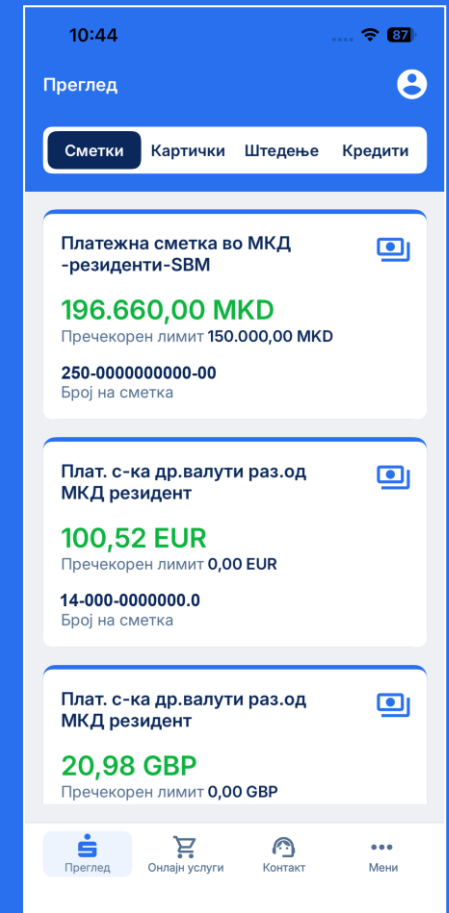 10:44
87
Преглед
Сметки Картички Штедење Кредити
Платежна сметка во МКД
-резиденти-SBM
196.660,00 MKD
Пречекорен лимит 150.000,00 MKD
250-0000000000-00
Број на сметка
Плат. с-ка др.валути раз.од
МКД резидент
100,52 EUR
Пречекорен лимит 0,00 EUR
14-000-0000000.0
Број на сметка
Плат. с-ка др.валути раз.од
МКД резидент
20,98 GBP
Пречекорен лимит 0,00 GBP
Преглед Онлајн услуги Контакт Мени